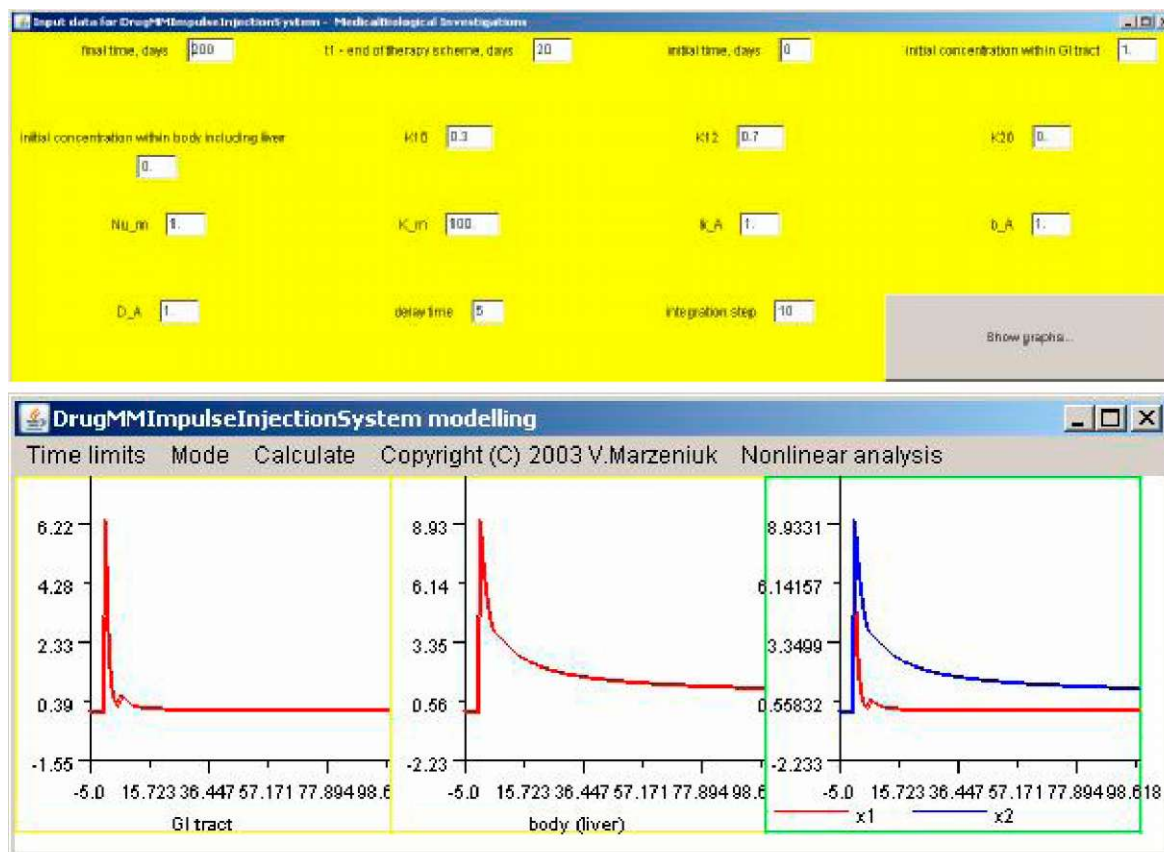 Input data for DrugMMImpulseInjectionSystem - MedicalBiological Investigations
final time, days 200 t1 - end of therapy scheme, days 20 initial time, days 0 initial concentration within GI tract 1.
initial concentration within body including liver K10 0.3 K12 0.7 K20 0.
0.
Nu_m 1. K_m 100. k_A 1. b_A 1.
D_A 1. delay time 5 integration step 10
Show graphs...
DrugMMImpulseInjectionSystem modelling
Time limits Mode Calculate Copyright (C) 2003 V.Marzeniuk Nonlinear analysis
6.22 8.93 8.9331
4.28 6.14 6.14157
2.33 3.35 3.3499
0.39 0.56 0.55832
-1.55 -2.23 -2.233
-5.0 15.723 36.447 57.171 77.894 98.6 -5.0 15.723 36.447 57.171 77.894 98.6 -5.0 15.723 36.447 57.171 77.894 98.618
GI tract body (liver) x1 x2